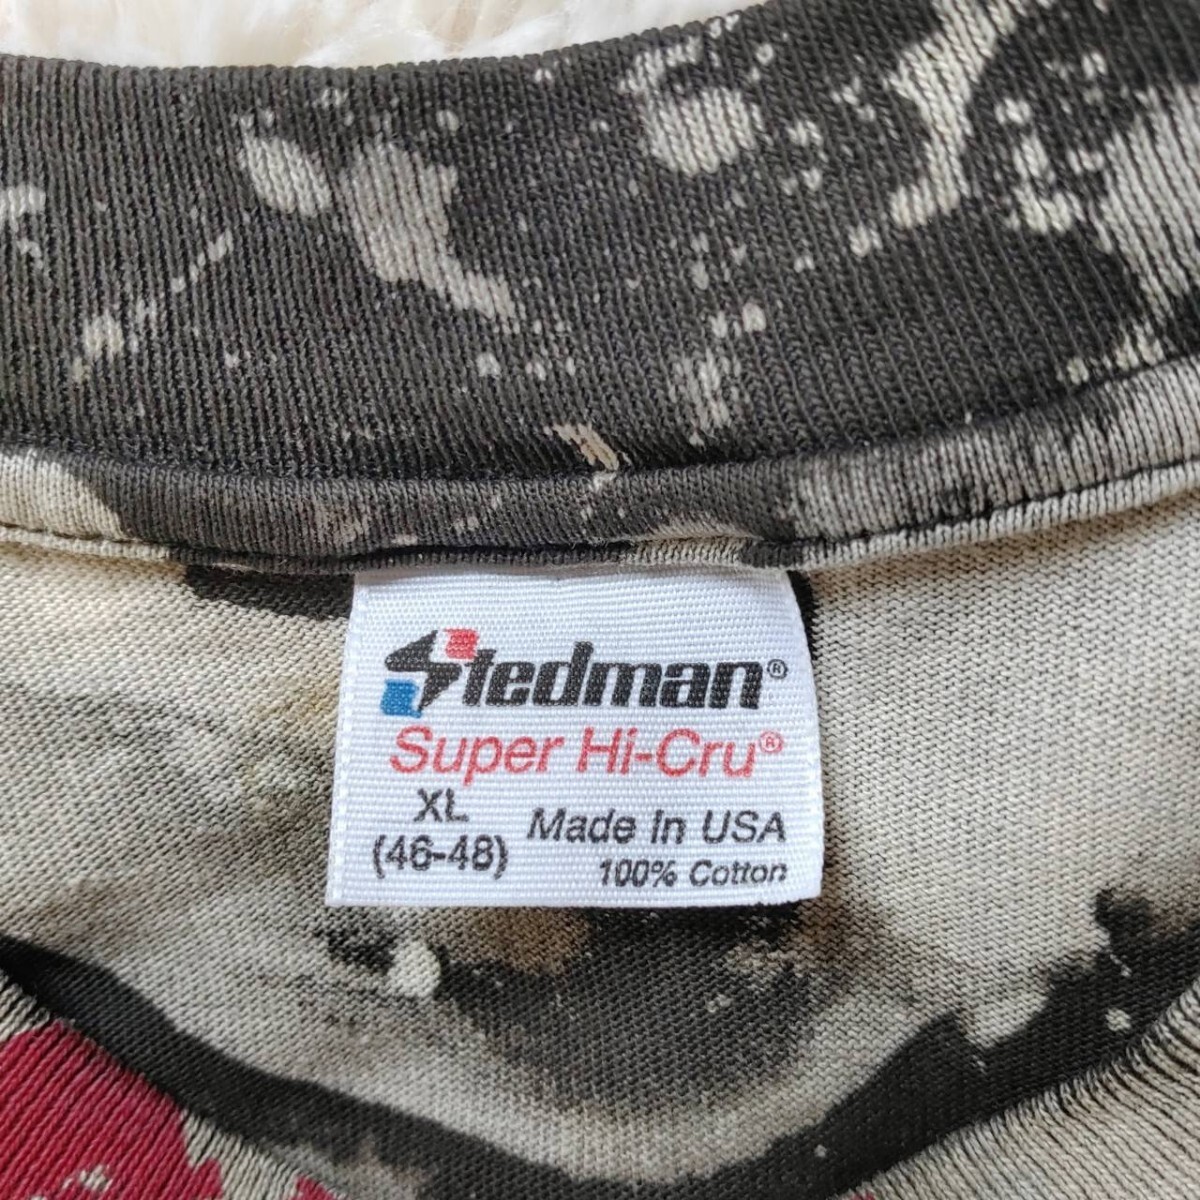 Stedman®
Super Hi-Cru®
XL
(46-48)
Made In USA
100% Cotton